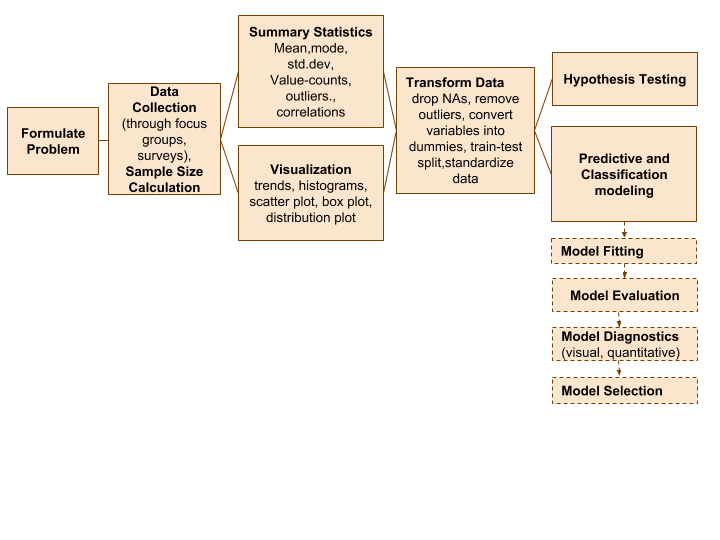 Formulate
Problem
Data
Collection
(through focus
groups,
surveys),
Sample Size
Calculation
Summary Statistics
Mean,mode,
std.dev,
Value-counts,
outliers.,
correlations
Visualization
trends, histograms,
scatter plot, box plot,
distribution plot
Transform Data
drop NAs, remove
outliers, convert
variables into
dummies, train-test
split,standardize
data
Hypothesis Testing
Predictive and
Classification
modeling
Model Fitting
Model Evaluation
Model Diagnostics
(visual, quantitative)
Model Selection